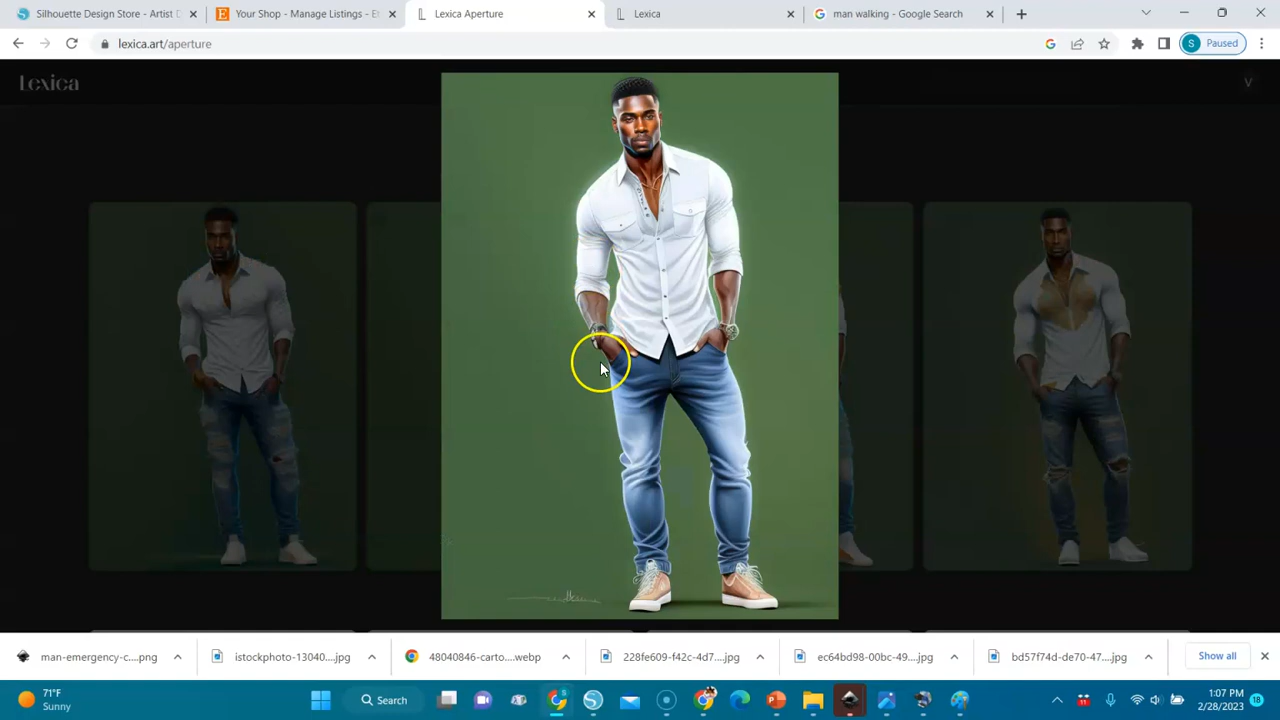 Silhouette Design Store - Artist D
Your Shop - Manage Listings - Et
Lexica Aperture
Lexica
man walking - Google Search
lexica.art/aperture
S
Paused
Lexica
V
man-emergency-c....png
istockphoto-13040....jpg
48040846-carto....webp
228fe609-f42c-4d7....jpg
ec64bd98-00bc-49....jpg
bd57f74d-de70-47....jpg
Show all
71°F
Sunny
Search
1:07 PM
2/28/2023
18